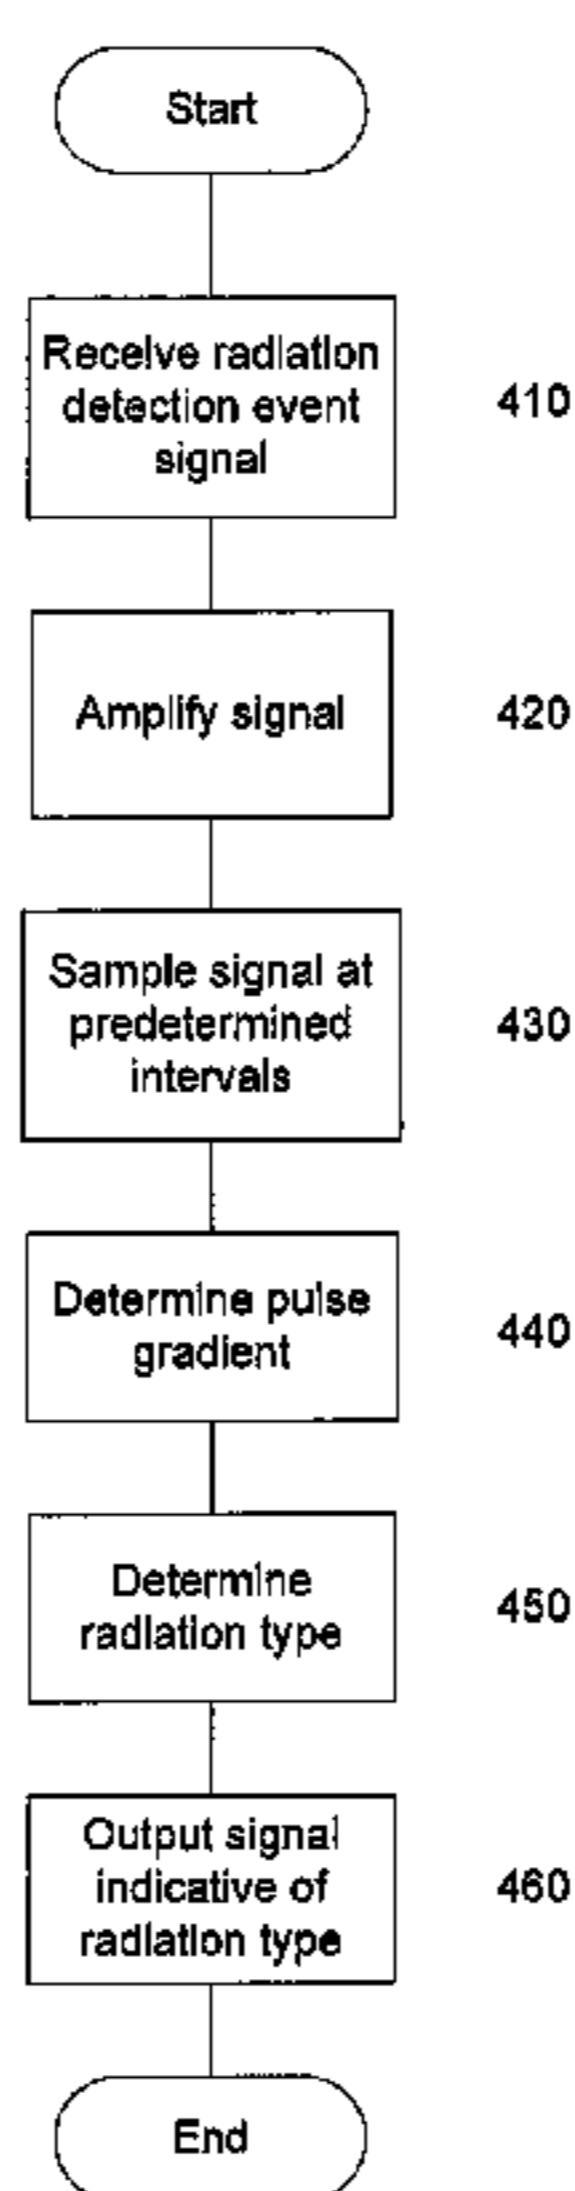 Start
Receive radiation
detection event
signal
410
Amplify signal
420
Sample signal at
predetermined
intervals
430
Determine pulse
gradient
440
Determine
radiation type
450
Output signal
indicative of
radiation type
460
End